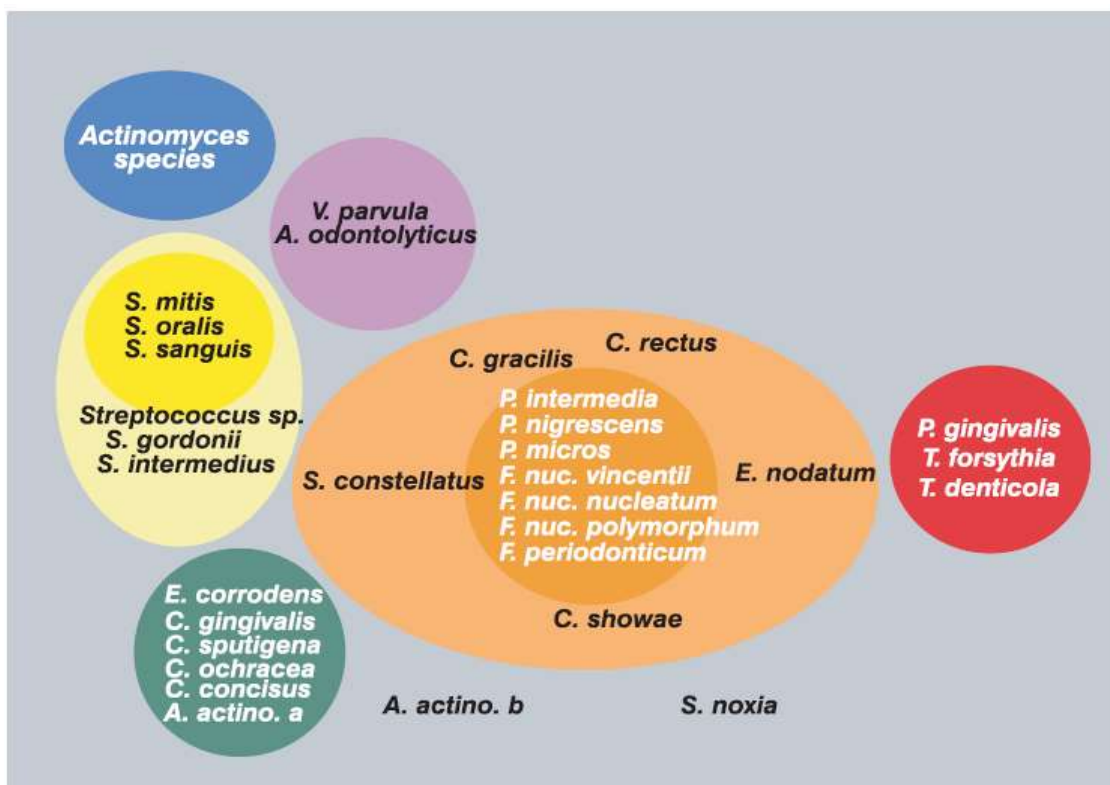 Actinomyces
species
V. parvula
A. odontolyticus
S. mitis
S. oralis
S. sanguis
Streptococcus sp.
S. gordonii
S. intermedius
C. gracilis
C. rectus
P. intermedia
P. nigrescens
P. micros
F. nuc. vincentii
F. nuc. nucleatum
F. nuc. polymorphum
F. periodonticum
S. constellatus
E. nodatum
C. showae
P. gingivalis
T. forsythia
T. denticola
E. corrodens
C. gingivalis
C. sputigena
C. ochracea
C. concisus
A. actino. a
A. actino. b
S. noxia